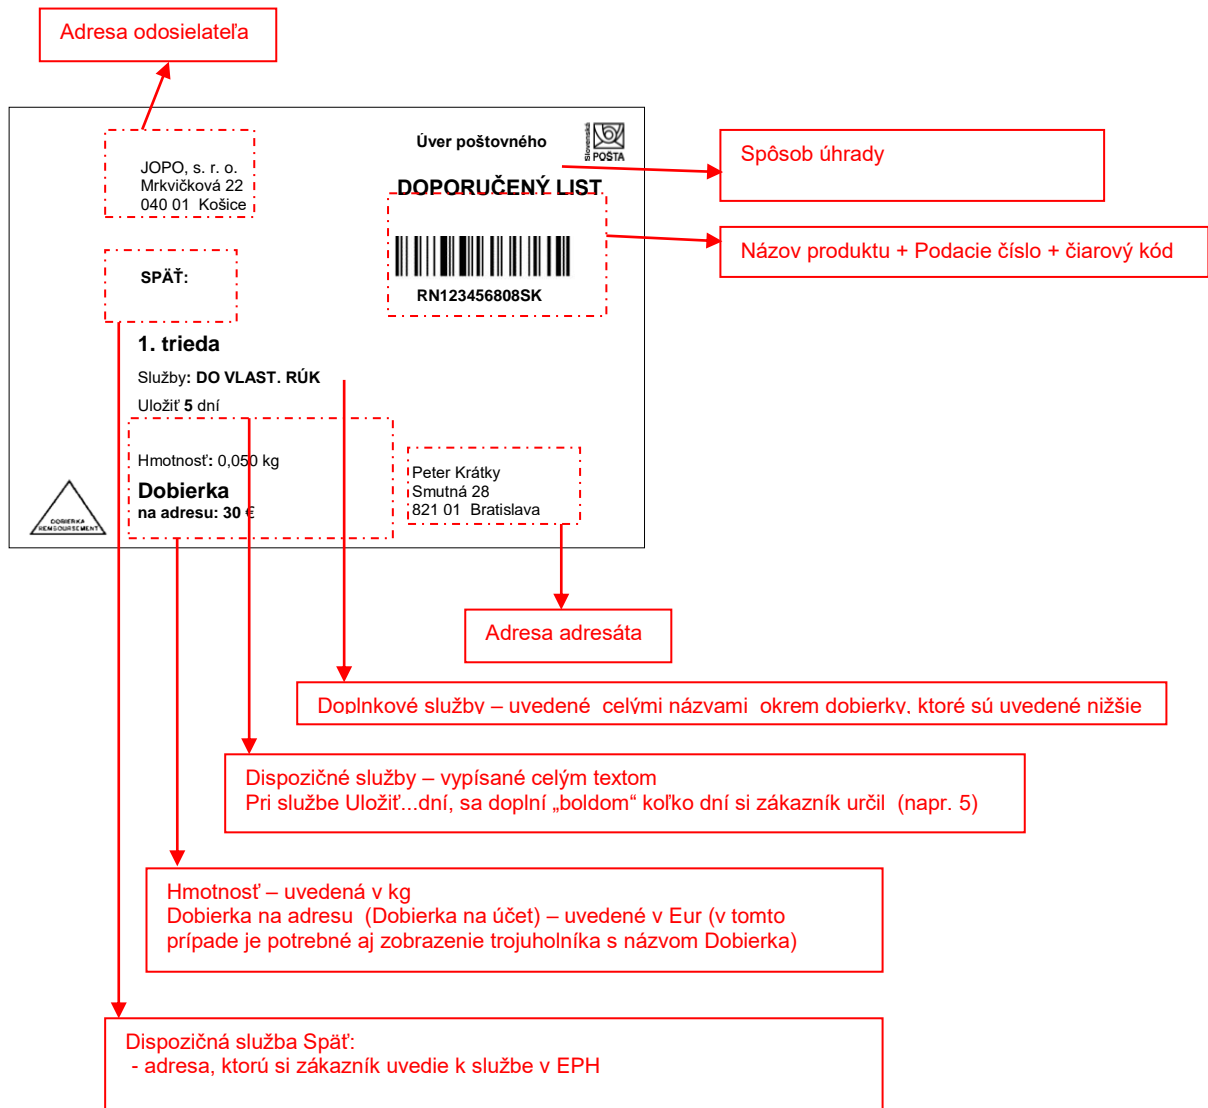 Adresa odosielateľa
Úver poštovného
Slovenská
POŠTA
JOPO, s. r. o.
Mrkvičková 22
040 01 Košice
DOPORUČENÝ LIST
RN123456808SK
SPÄŤ:
Spôsob úhrady
Názov produktu + Podacie číslo + čiarový kód
1. trieda
Služby: DO VLAST. RÚK
Uložiť 5 dní
Hmotnosť: 0,050 kg
Dobierka
na adresu: 30 €
DOBIERKA
REMBOURSEMENT
Peter Krátky
Smutná 28
821 01 Bratislava
Adresa adresáta
Doplnkové služby – uvedené celými názvami okrem dobierky, ktoré sú uvedené nižšie
Dispozičné služby – vypísané celým textom
Pri službe Uložiť...dní, sa doplní „boldom“ koľko dní si zákazník určil (napr. 5)
Hmotnosť – uvedená v kg
Dobierka na adresu (Dobierka na účet) – uvedené v Eur (v tomto
prípade je potrebné aj zobrazenie trojuholníka s názvom Dobierka)
Dispozičná služba Späť:
- adresa, ktorú si zákazník uvedie k službe v EPH